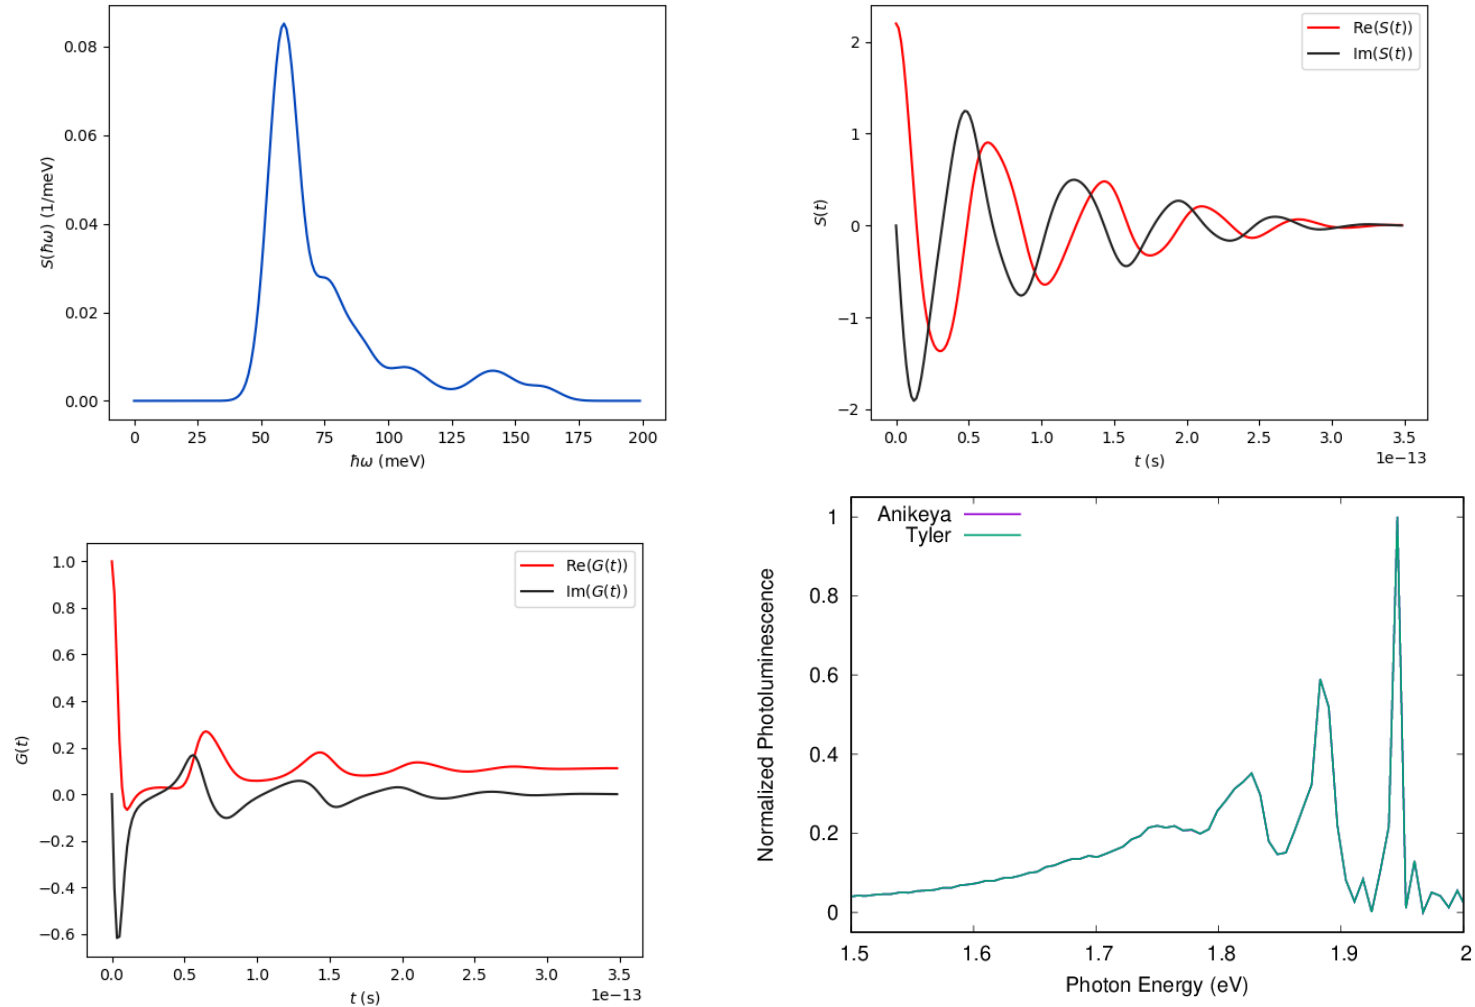 0.08
0.06
0.04
0.02
0.00
S(ħω) (1/meV)
0 25 50 75 100 125 150 175 200
ħω (meV)
Re(S(t))
Im(S(t))
2
1
0
−1
−2
S(t)
0.0 0.5 1.0 1.5 2.0 2.5 3.0 3.5
1e−13
t (s)
Re(G(t))
Im(G(t))
1.0
0.8
0.6
0.4
0.2
0.0
−0.2
−0.4
−0.6
G(t)
0.0 0.5 1.0 1.5 2.0 2.5 3.0 3.5
1e−13
t (s)
Anikeya
Tyler
1
0.8
0.6
0.4
0.2
0
Normalized Photoluminescence
1.5 1.6 1.7 1.8 1.9 2
Photon Energy (eV)